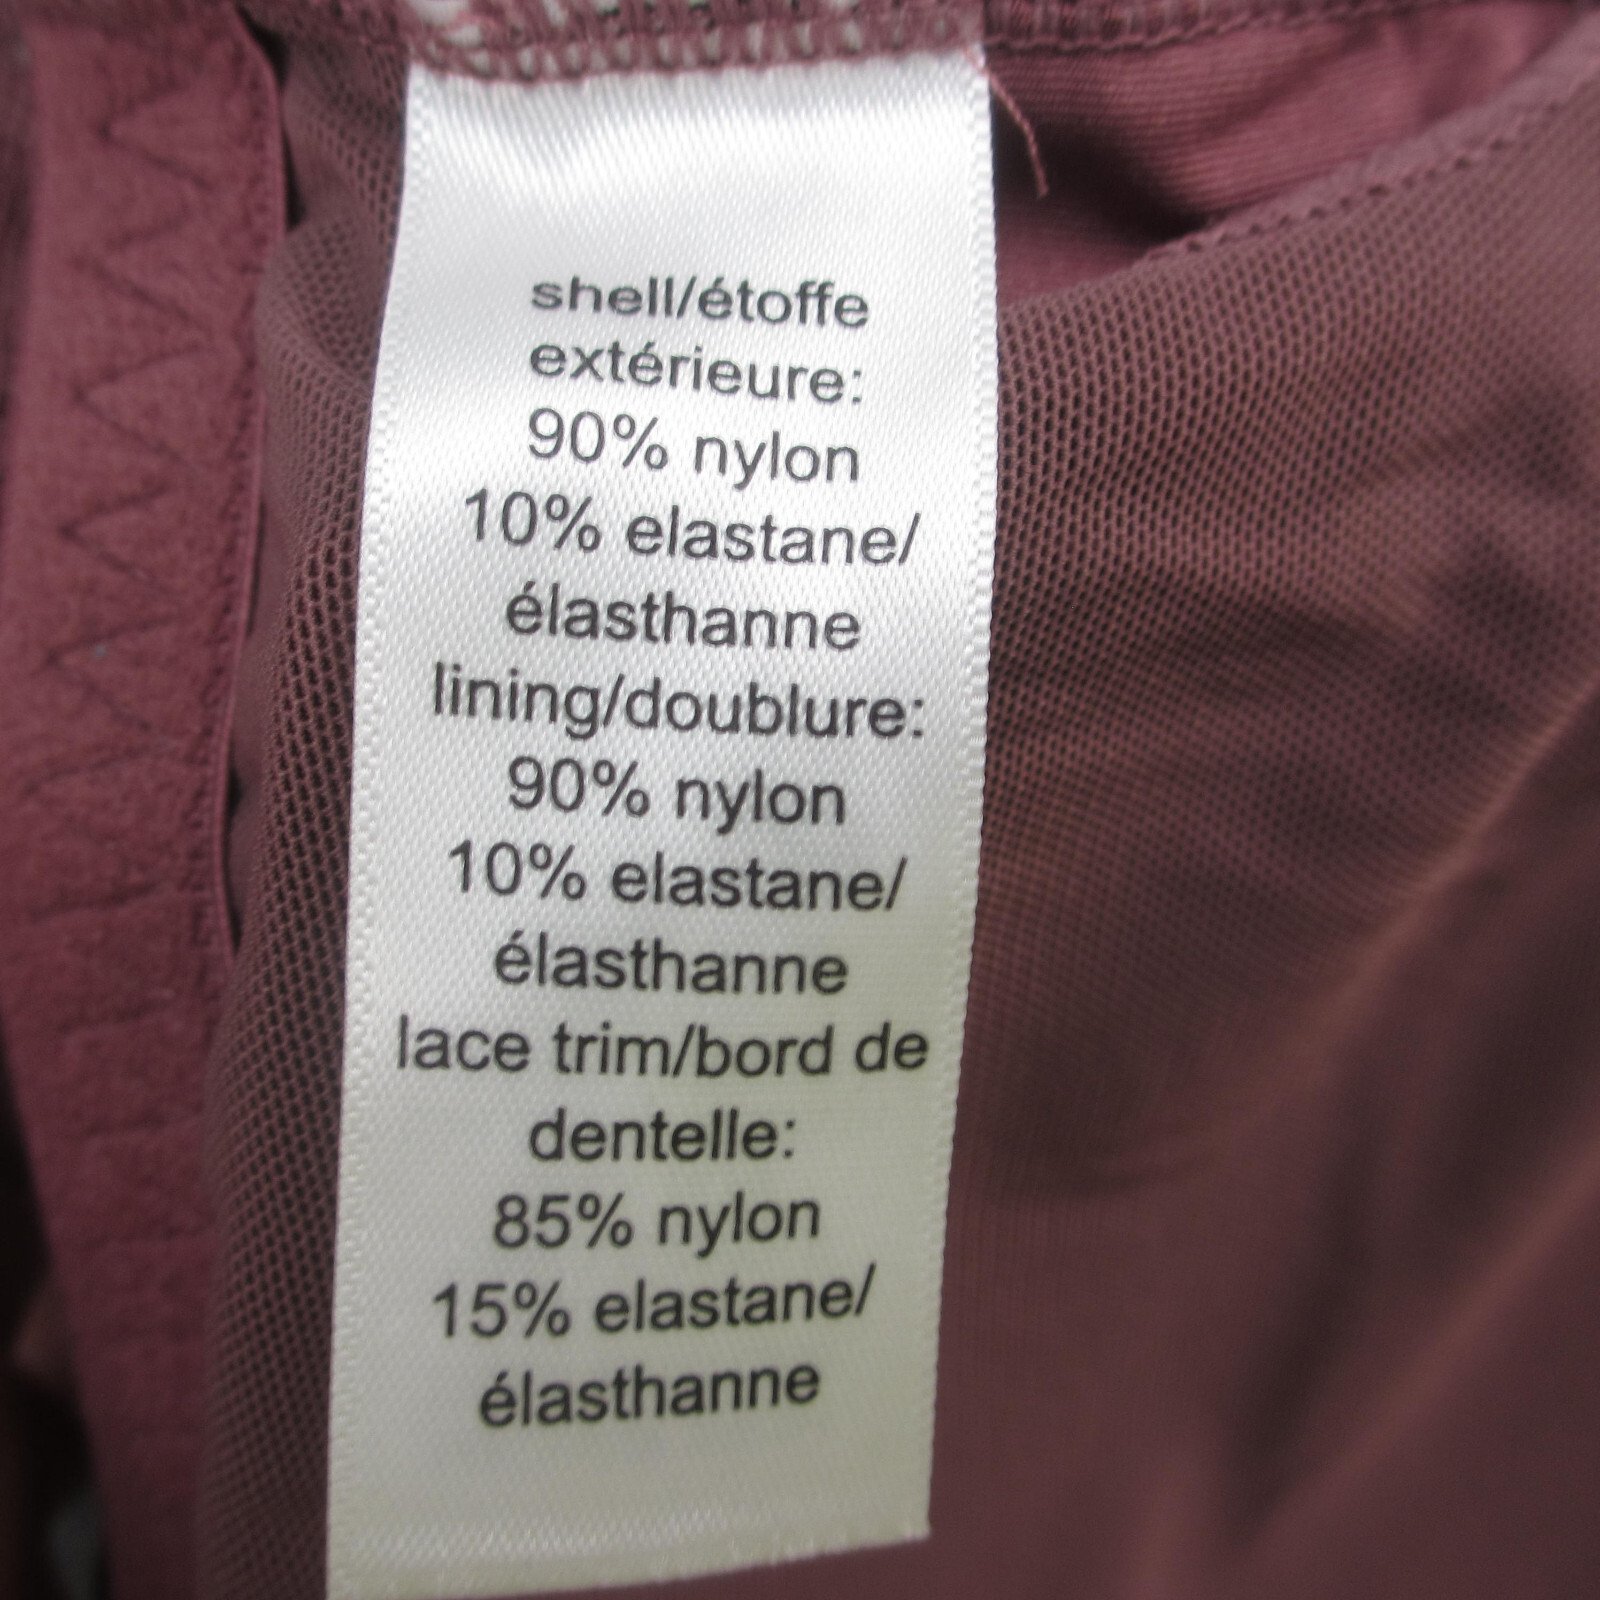 shell/étoffe
extérieure:
90% nylon
10% elastane/
élasthanne
lining/doublure:
90% nylon
10% elastane/
élasthanne
lace trim/bord de
dentelle:
85% nylon
15% elastane/
élasthanne